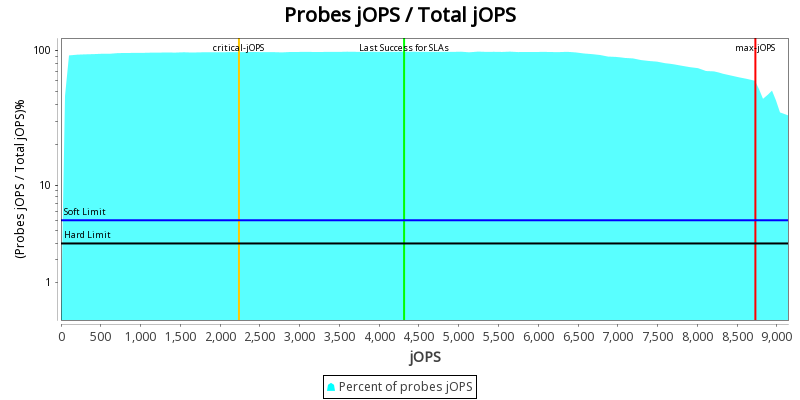 Probes jOPS / Total jOPS
(Probes jOPS / Total jOPS)%
100
10
1
critical-jOPS
Last Success for SLAs
max-jOPS
Soft Limit
Hard Limit
0 500 1,000 1,500 2,000 2,500 3,000 3,500 4,000 4,500 5,000 5,500 6,000 6,500 7,000 7,500 8,000 8,500 9,000
jOPS
Percent of probes jOPS